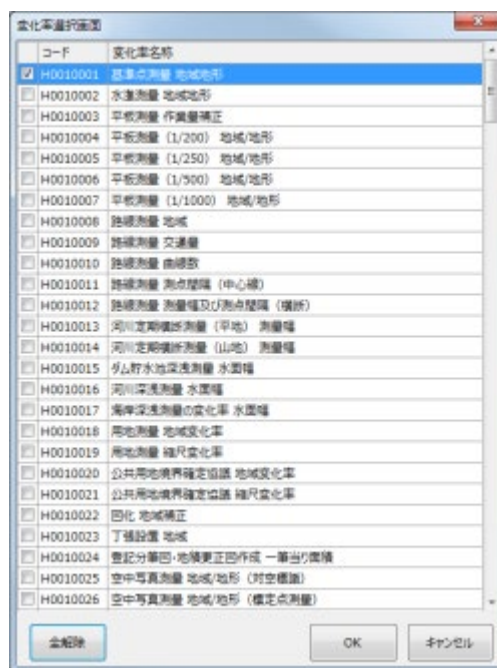 変化率選択画面
コード 変化率名称
H0010001 基準点測量 地域地形
H0010002 水準測量 地域地形
H0010003 平板測量 作業量補正
H0010004 平板測量（1/200） 地域/地形
H0010005 平板測量（1/250） 地域/地形
H0010006 平板測量（1/500） 地域/地形
H0010007 平板測量（1/1000） 地域/地形
H0010008 路線測量 地域
H0010009 路線測量 交通量
H0010010 路線測量 曲線数
H0010011 路線測量 測点間隔（中心線）
H0010012 路線測量 測量幅及び測点間隔（横断）
H0010013 河川定期横断測量（平地） 測量幅
H0010014 河川定期横断測量（山地） 測量幅
H0010015 ダム貯水池深浅測量 水面幅
H0010016 河川深浅測量 水面幅
H0010017 海岸深浅測量の変化率 水面幅
H0010018 用地測量 地域変化率
H0010019 用地測量 縮尺変化率
H0010020 公共用地境界確定協議 地域変化率
H0010021 公共用地境界確定協議 縮尺変化率
H0010022 図化 地域補正
H0010023 丁張設置 地域
H0010024 登記分筆図・地積更正図作成 一筆当り面積
H0010025 空中写真測量 地域/地形（対空標識）
H0010026 空中写真測量 地域/地形（標定点測量）
全解除 OK キャンセル